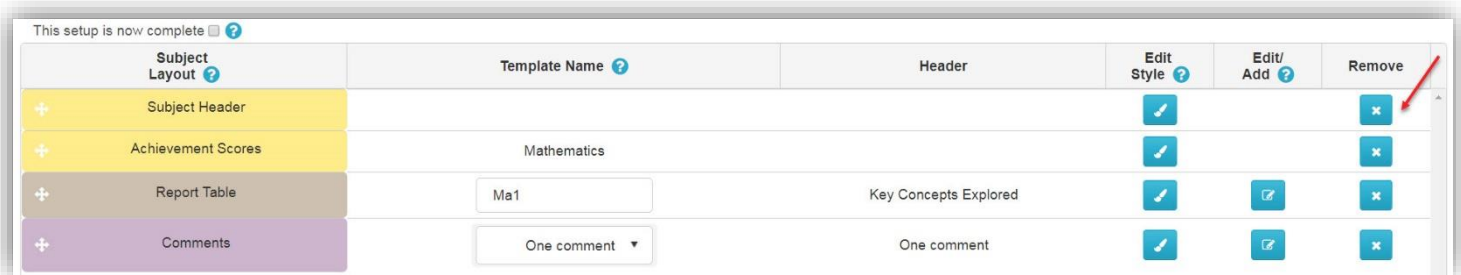 This setup is now complete
Subject
Layout
Template Name
Header
Edit
Style
Edit/
Add
Remove
Subject Header
Achievement Scores
Mathematics
Report Table
Ma1
Key Concepts Explored
Comments
One comment
One comment